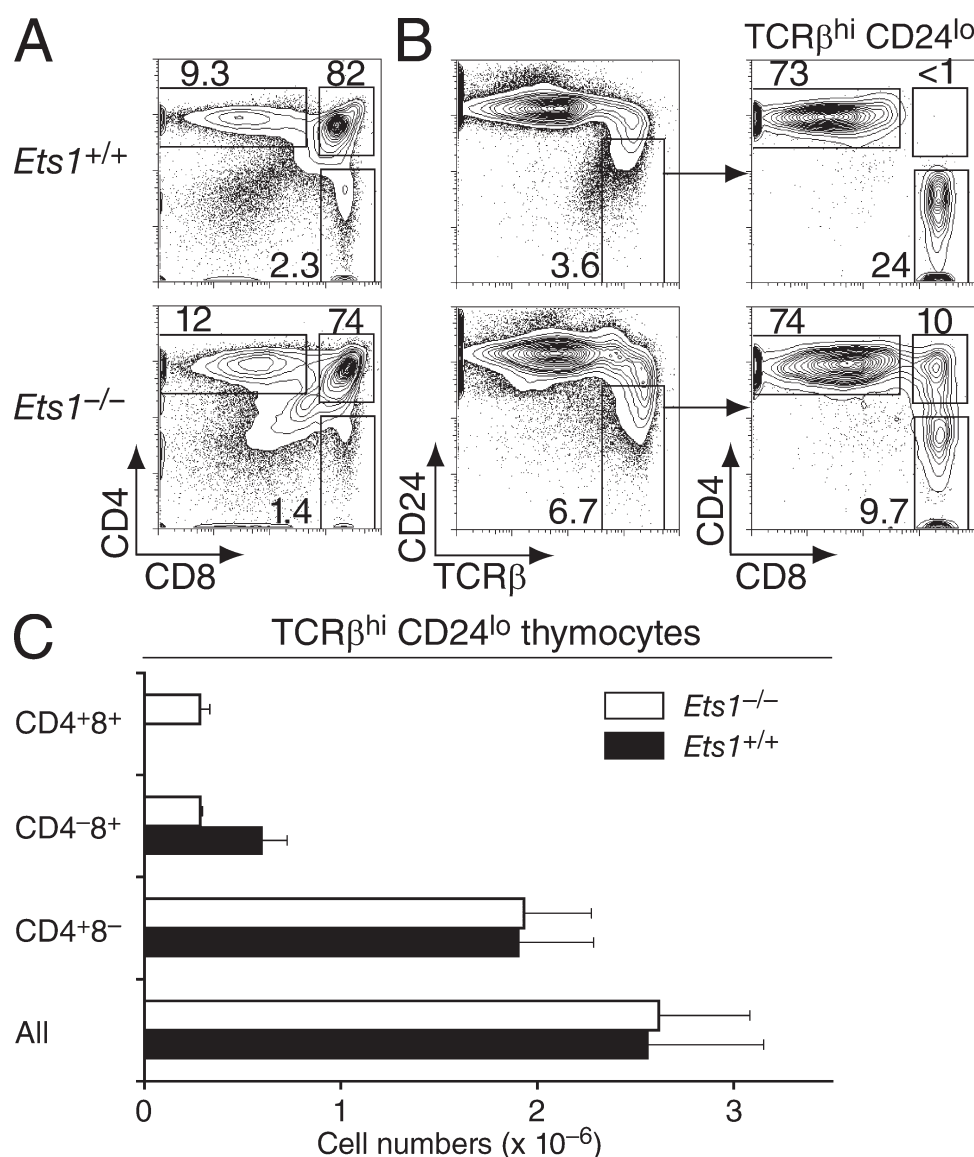 A
B
TCRβhi CD24lo
9.3
82
73
<1
Ets1+/+
2.3
3.6
24
12
74
74
10
Ets1–/–
1.4
6.7
9.7
CD4
CD8
CD24
TCRβ
CD4
CD8
C
TCRβhi CD24lo thymocytes
CD4+8+
Ets1–/–
Ets1+/+
CD4–8+
CD4+8–
All
0
1
2
3
Cell numbers (x 10–6)